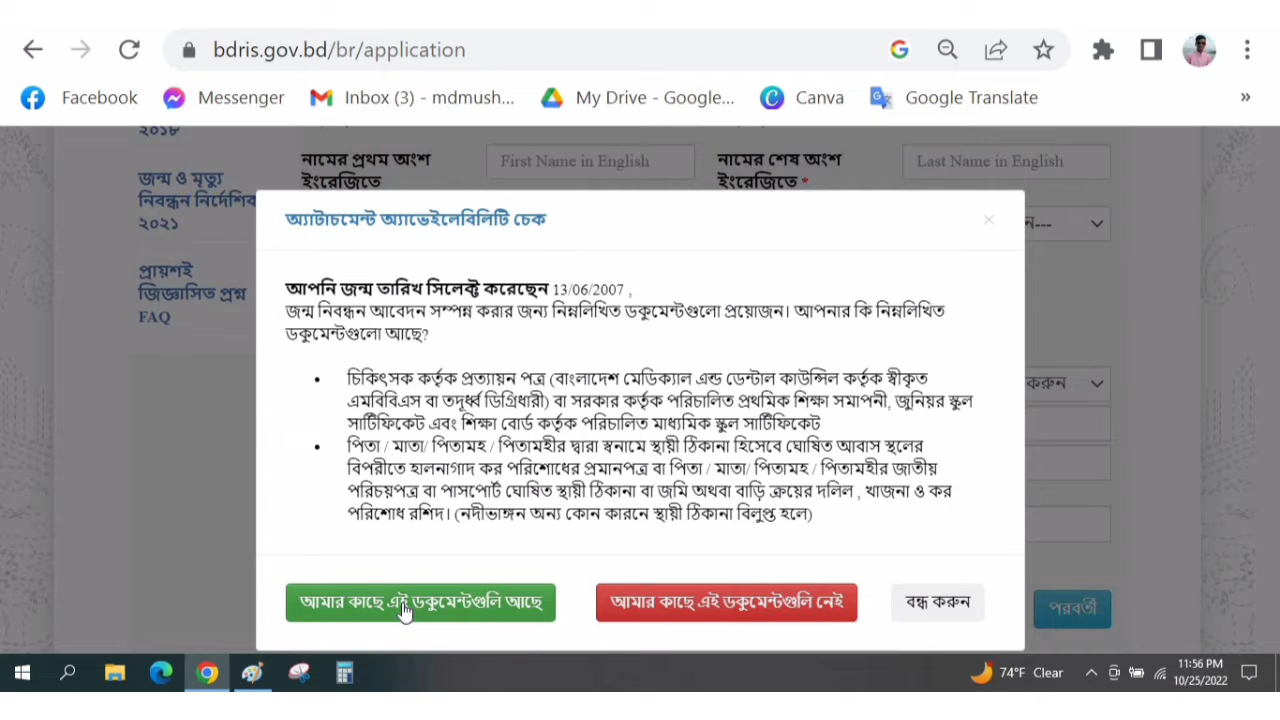 bdris.gov.bd/br/application
Facebook Messenger Inbox (3) - mdmush... My Drive - Google... Canva Google Translate »
২০১৮
নামের প্রথম অংশ
ইংরেজিতে
First Name in English
নামের শেষ অংশ
ইংরেজিতে *
Last Name in English
জন্ম ও মৃত্যু
নিবন্ধন নির্দেশিব
২০২১
ন---
প্রায়শই
জিজ্ঞাসিত প্রশ্ন
FAQ
অ্যাটাচমেন্ট অ্যাভেইলেবিলিটি চেক
×
আপনি জন্ম তারিখ সিলেক্ট করেছেন 13/06/2007 ,
জন্ম নিবন্ধন আবেদন সম্পন্ন করার জন্য নিম্নলিখিত ডকুমেন্টগুলো প্রয়োজন। আপনার কি নিম্নলিখিত
ডকুমেন্টগুলো আছে?
• চিকিৎসক কর্তৃক প্রত্যায়ন পত্র (বাংলাদেশ মেডিক্যাল এন্ড ডেন্টাল কাউন্সিল কর্তৃক স্বীকৃত
এমবিবিএস বা তদূর্ধ্ব ডিগ্রিধারী) বা সরকার কর্তৃক পরিচালিত প্রথমিক শিক্ষা সমাপনী, জুনিয়র স্কুল
সার্টিফিকেট এবং শিক্ষা বোর্ড কর্তৃক পরিচালিত মাধ্যমিক স্কুল সার্টিফিকেট
• পিতা / মাতা/ পিতামহ / পিতামহীর দ্বারা স্বনামে স্থায়ী ঠিকানা হিসেবে ঘোষিত আবাস স্থলের
বিপরীতে হালনাগাদ কর পরিশোধের প্রমানপত্র বা পিতা / মাতা/ পিতামহ / পিতামহীর জাতীয়
পরিচয়পত্র বা পাসপোর্ট ঘোষিত স্থায়ী ঠিকানা বা জমি অথবা বাড়ি ক্রয়ের দলিল , খাজনা ও কর
পরিশোধ রশিদ। (নদীভাঙ্গন অন্য কোন কারনে স্থায়ী ঠিকানা বিলুপ্ত হলে)
করুন
আমার কাছে এই ডকুমেন্টগুলি আছে
আমার কাছে এই ডকুমেন্টগুলি নেই
বন্ধ করুন
পরবর্তী
74°F Clear
11:56 PM
10/25/2022